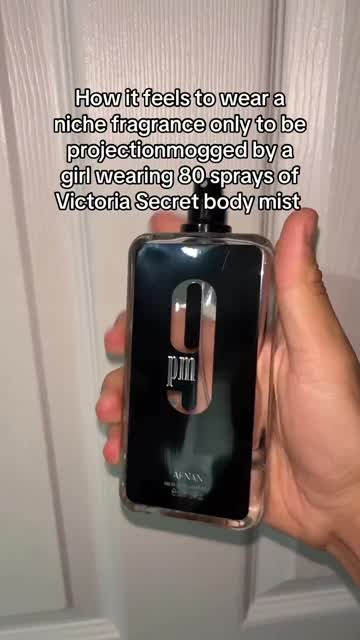 How it feels to wear a
niche fragrance only to be
projectionmogged by a
girl wearing 80 sprays of
Victoria Secret body mist
9
pm
AFNAN